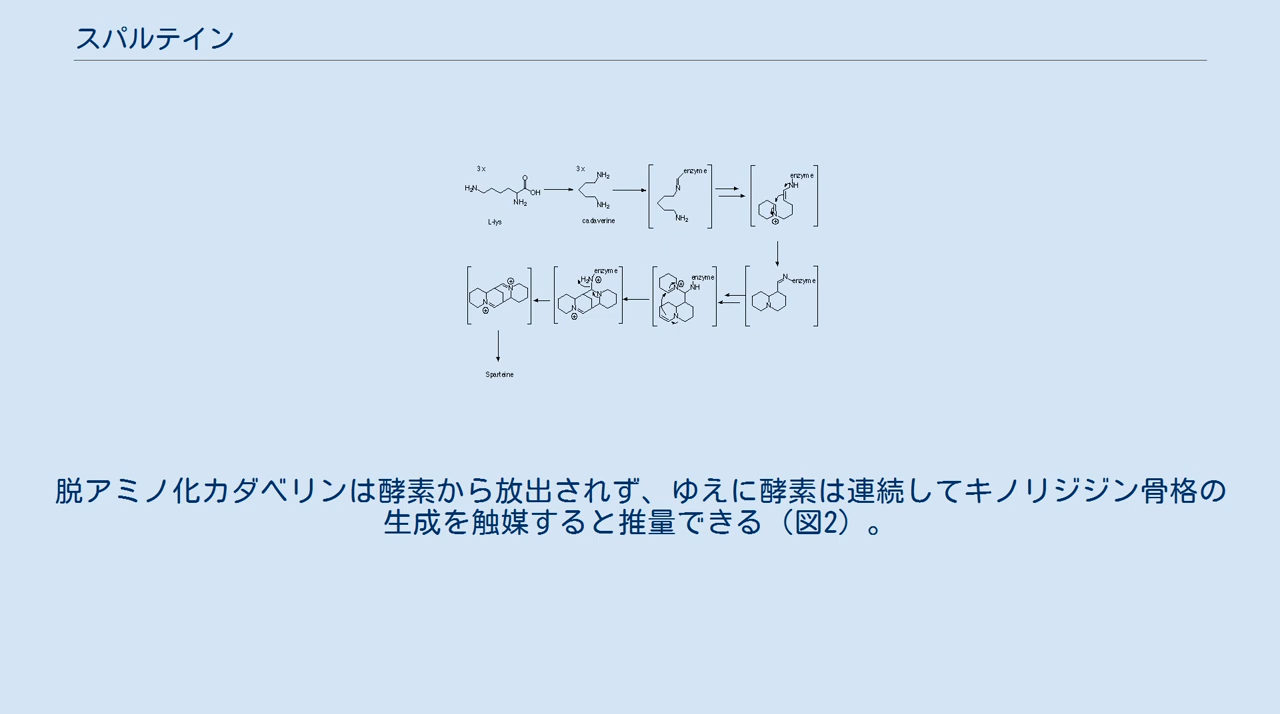 スパルテイン
3 x
3 x
H₂N
O
OH
NH₂
L-lys
NH₂
NH₂
cadaverine
enzyme
N
NH₂
enzyme
NH
N
enzyme
N
N
N
N
enzyme
H₂N
N
N
enzyme
NH
N
N
enzyme
N
N
Sparteine
脱アミノ化カダベリンは酵素から放出されず、ゆえに酵素は連続してキノリジジン骨格の
生成を触媒すると推量できる（図2）。